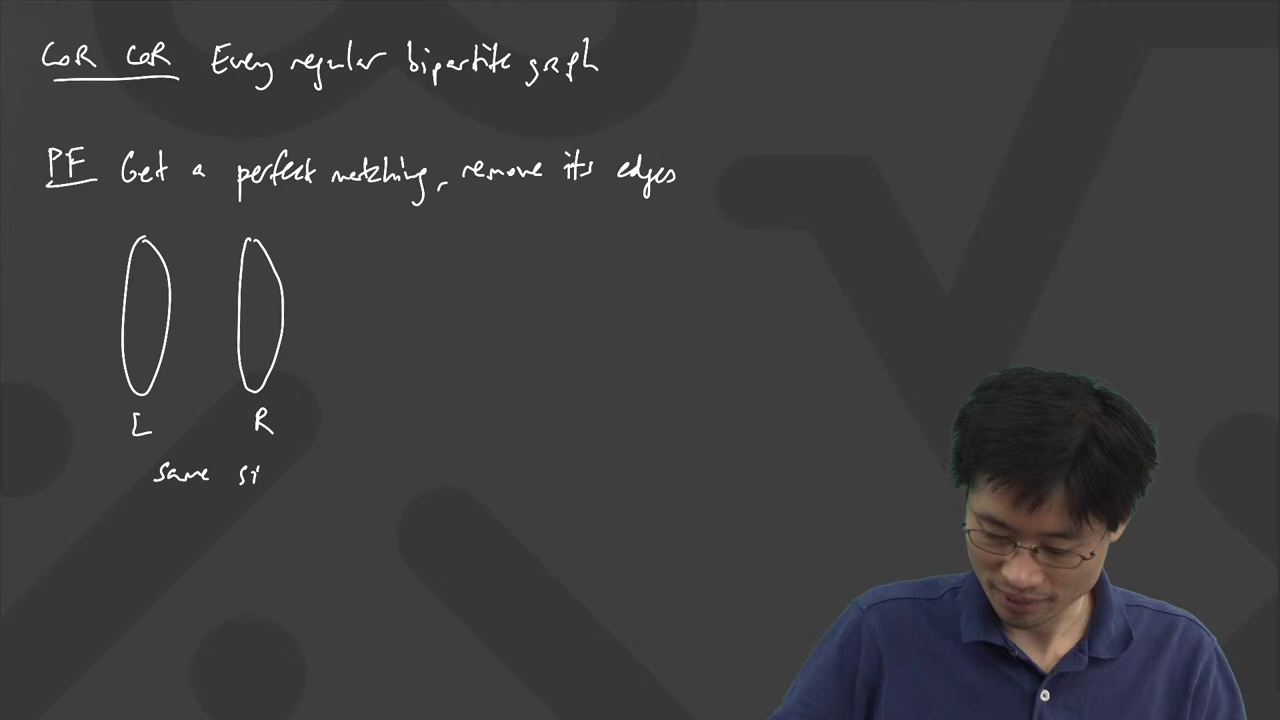 COR COR Every regular bipartite graph
PF Get a perfect matching, remove its edges
L R
same si